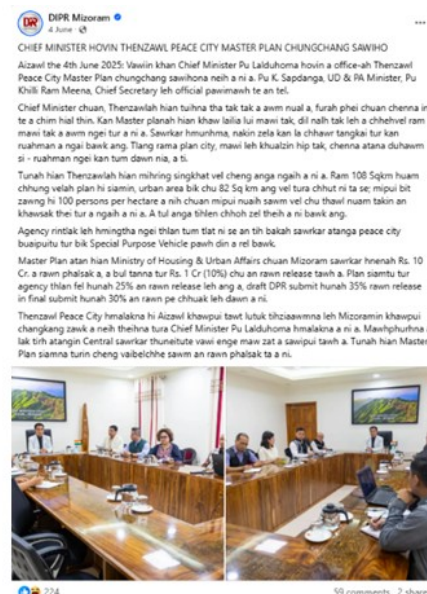 DIPR Mizoram
4 June
CHIEF MINISTER HOVIN THENZAWL PEACE CITY MASTER PLAN CHUNGCHANG SAWIHO
Aizawl the 4th June 2025: Vawiin khan Chief Minister Pu Lalduhoma hovin a office-ah Thenzawl
Peace City Master Plan chungchang sawihona neih a ni a. Pu K. Sapdanga, UD & PA Minister, Pu
Khilli Ram Meena, Chief Secretary leh official pawimawh te an tel.
Chief Minister chuan, Thenzawlah hian tuihna tha tak tak a awm nual a, furah phei chuan chenna in
te a chim hial thin. Kan Master planah hian khaw lailia lui mawi tak, dil nalh tak leh a chhehvel ram
mawi tak a awm ngei tur a ni a. Sawrkar hmunhma, nakin zela kan la chhawr tangkai tur kan
ruahman a ngai bawk ang. Tlang rama plan city, mawi leh khualzin hip tak, chenna atana duhawm
si - ruahman ngei kan tum dawn nia, a ti.
Tunah hian Thenzawlah hian mihring singkhat vel cheng anga ngaih a ni a. Ram 108 Sqkm huam
chhung velah plan hi siamin, urban area bik chu 82 Sq km ang vel tura chhut ni ta se; mipui bit
zawng hi 100 persons per hectare a nih chuan mipui nuaih sawm vel chu thawl nuam takin an
khawsak thei tur a ngaih a ni a. A tul anga tihlen chhoh zel theih a ni bawk ang.
Agency rintlak leh hmingtha ngei thlan tum tlat ni se an tih bakah sawrkar atanga peace city
buaipuitu tur bik Special Purpose Vehicle pawh din a rel bawk.
Master Plan atan hian Ministry of Housing & Urban Affairs chuan Mizoram sawrkar hnenah Rs. 10
Cr. a rawn phalsak a, a bul tanna tur Rs. 1 Cr (10%) chu an rawn release tawh a. Plan siamtu tur
agency thlan fel hunah 25% an rawn release leh ang a, draft DPR submit hunah 35% rawn release
in final submit hunah 30% an rawn pe chhuak leh dawn a ni.
Thenzawl Peace City hmalakna hi Aizawl khawpui tawt lutuk tihziaawmna leh Mizoramin khawpui
changkang zawk a neih theihna tura Chief Minister Pu Lalduhoma hmalakna a ni a. Mawhphurhna a
lak tirh atangin Central sawrkar thuneitute vawi enge maw zat a sawipui tawh a. Tunah hian Master
Plan siamna turin cheng vaibelchhe sawm an rawn phalsak ta a ni.
224
59 comments 2 shares